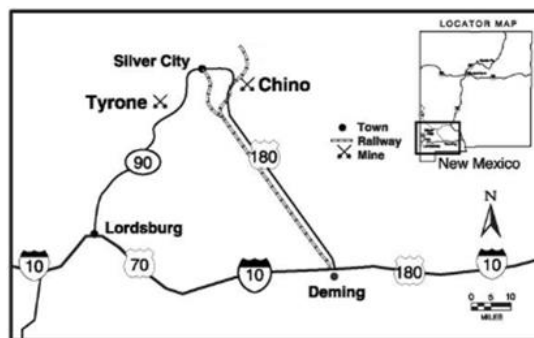 LOCATOR MAP
Silver City
Chino
Tyrone
Town
Railway
Mine
New Mexico
90
180
N
Lordsburg
10
70
10
Deming
180
10
0 5 10
MILES